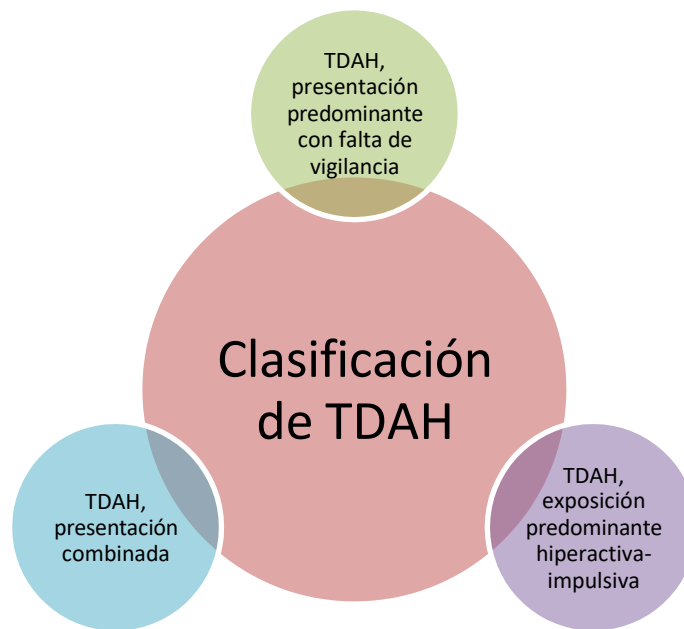 TDAH,
presentación
predominante
con falta de
vigilancia
Clasificación
de TDAH
TDAH,
presentación
combinada
TDAH,
exposición
predominante
hiperactiva-
impulsiva